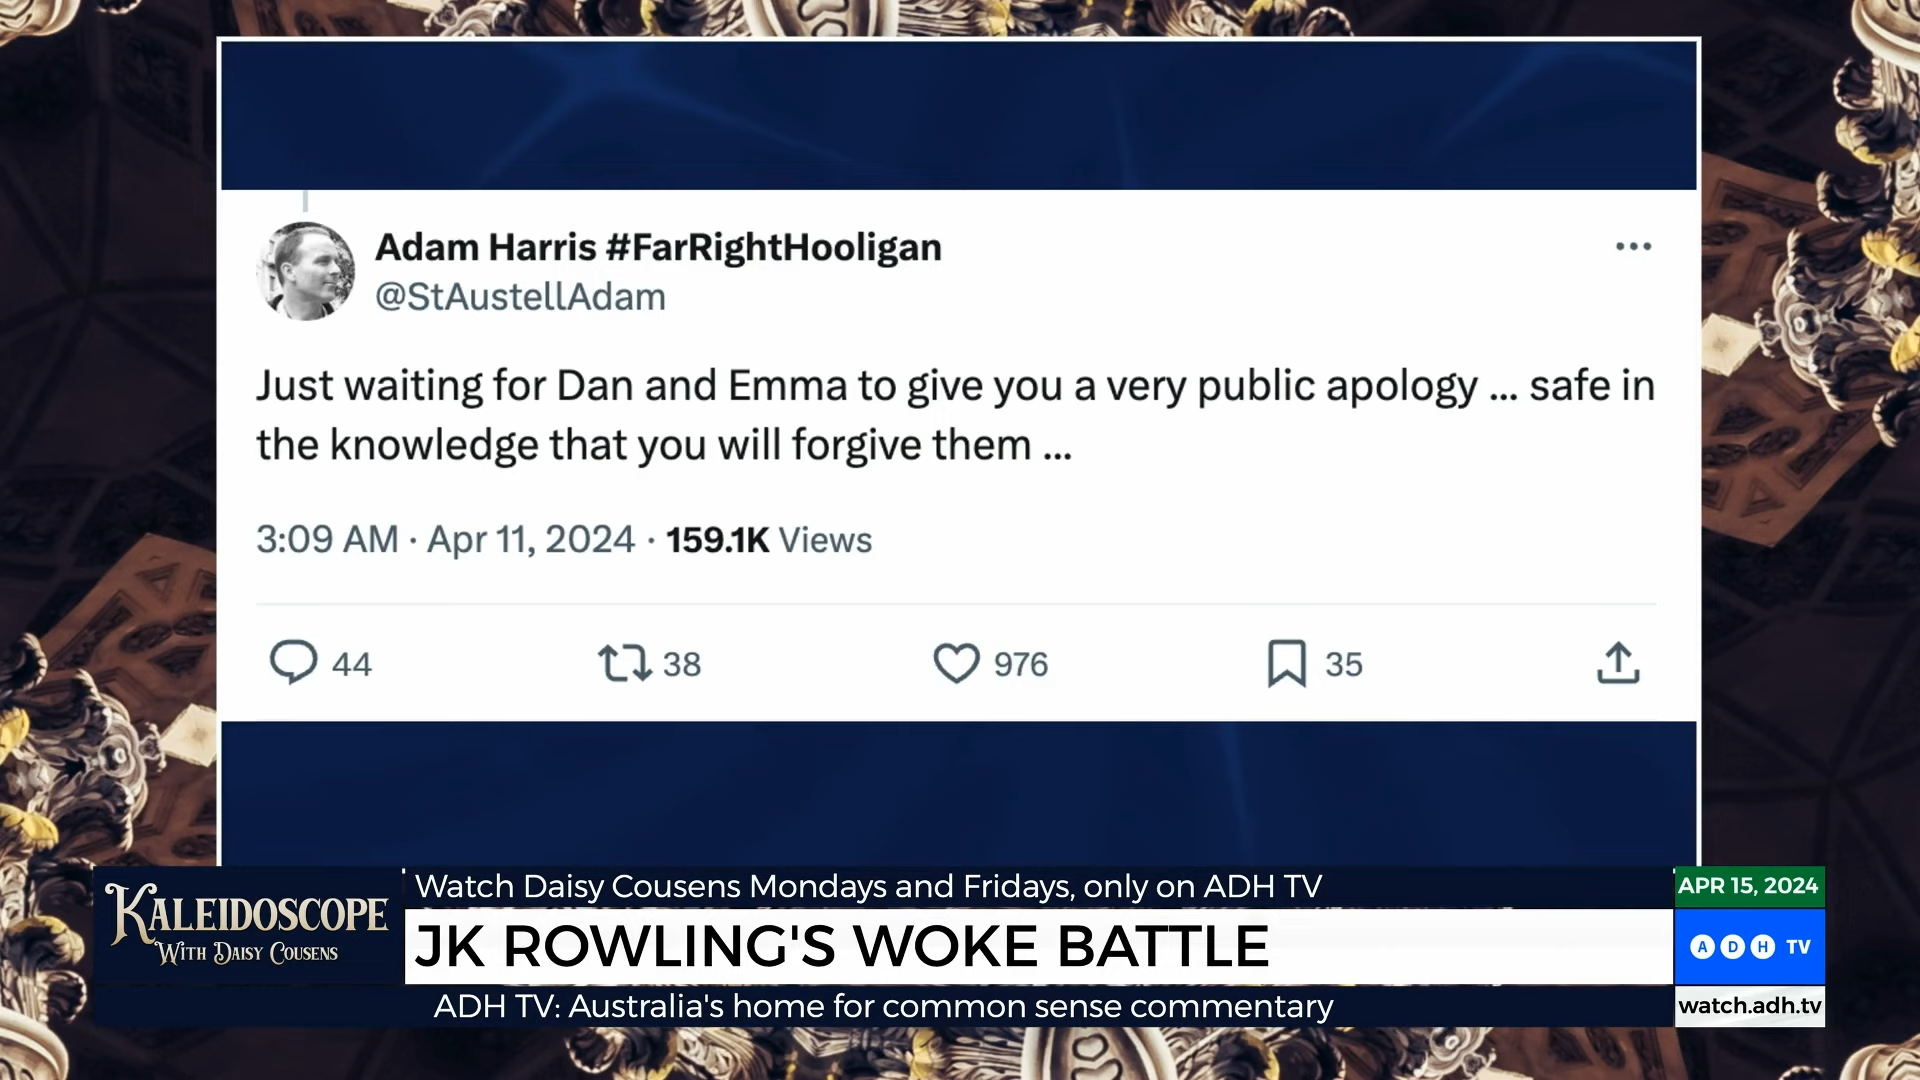 Adam Harris #FarRightHooligan
@StAustellAdam
Just waiting for Dan and Emma to give you a very public apology ... safe in
the knowledge that you will forgive them ...
3:09 AM · Apr 11, 2024 · 159.1K Views
44 38 976 35
KALEIDOSCOPE
WITH DAISY COUSENS
Watch Daisy Cousens Mondays and Fridays, only on ADH TV
JK ROWLING'S WOKE BATTLE
ADH TV: Australia's home for common sense commentary
APR 15, 2024
ADH TV
watch.adh.tv